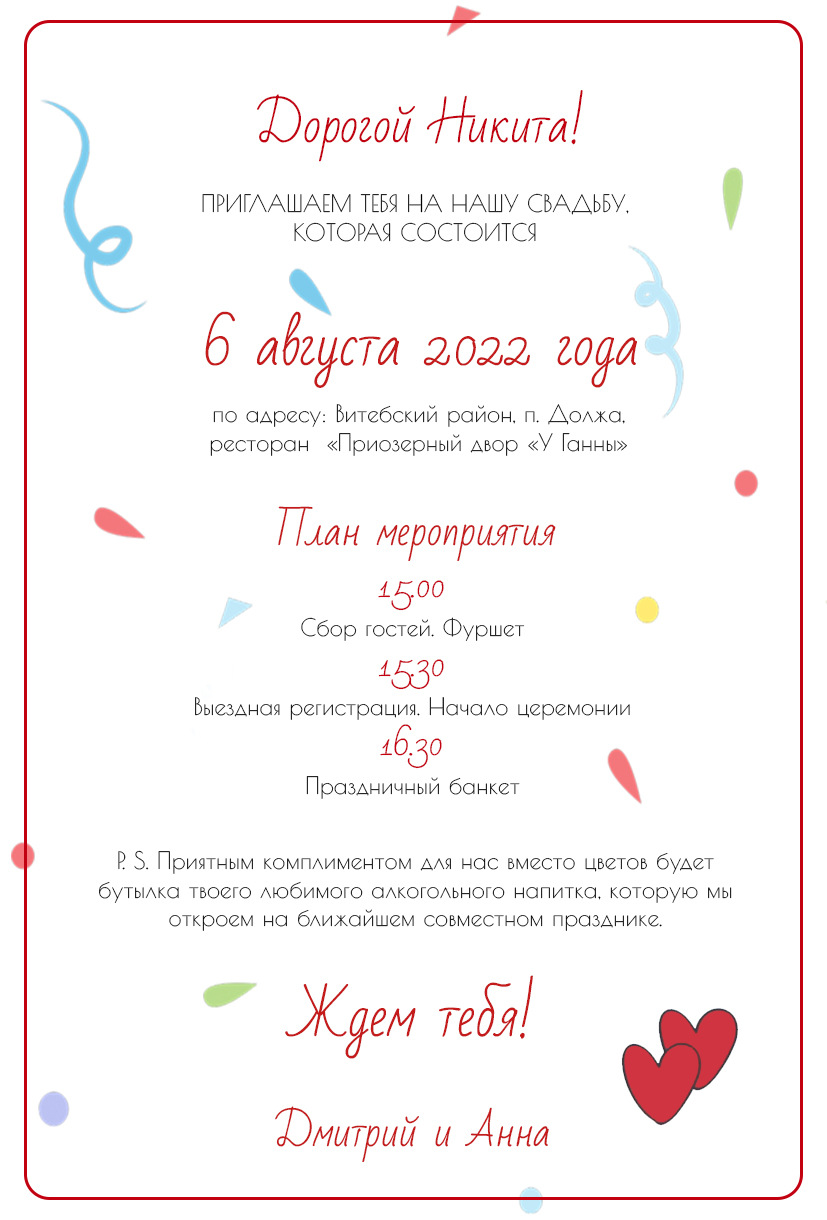 Дорогой Никита!
ПРИГЛАШАЕМ ТЕБЯ НА НАШУ СВАДЬБУ,
КОТОРАЯ СОСТОИТСЯ
6 августа 2022 года
по адресу: Витебский район, п. Должа,
ресторан «Приозерный двор «У Ганны»
План мероприятия
15.00
Сбор гостей. Фуршет
15.30
Выездная регистрация. Начало церемонии
16.30
Праздничный банкет
P. S. Приятным комплиментом для нас вместо цветов будет
бутылка твоего любимого алкогольного напитка, которую мы
откроем на ближайшем совместном празднике.
Ждем тебя!
Дмитрий и Анна